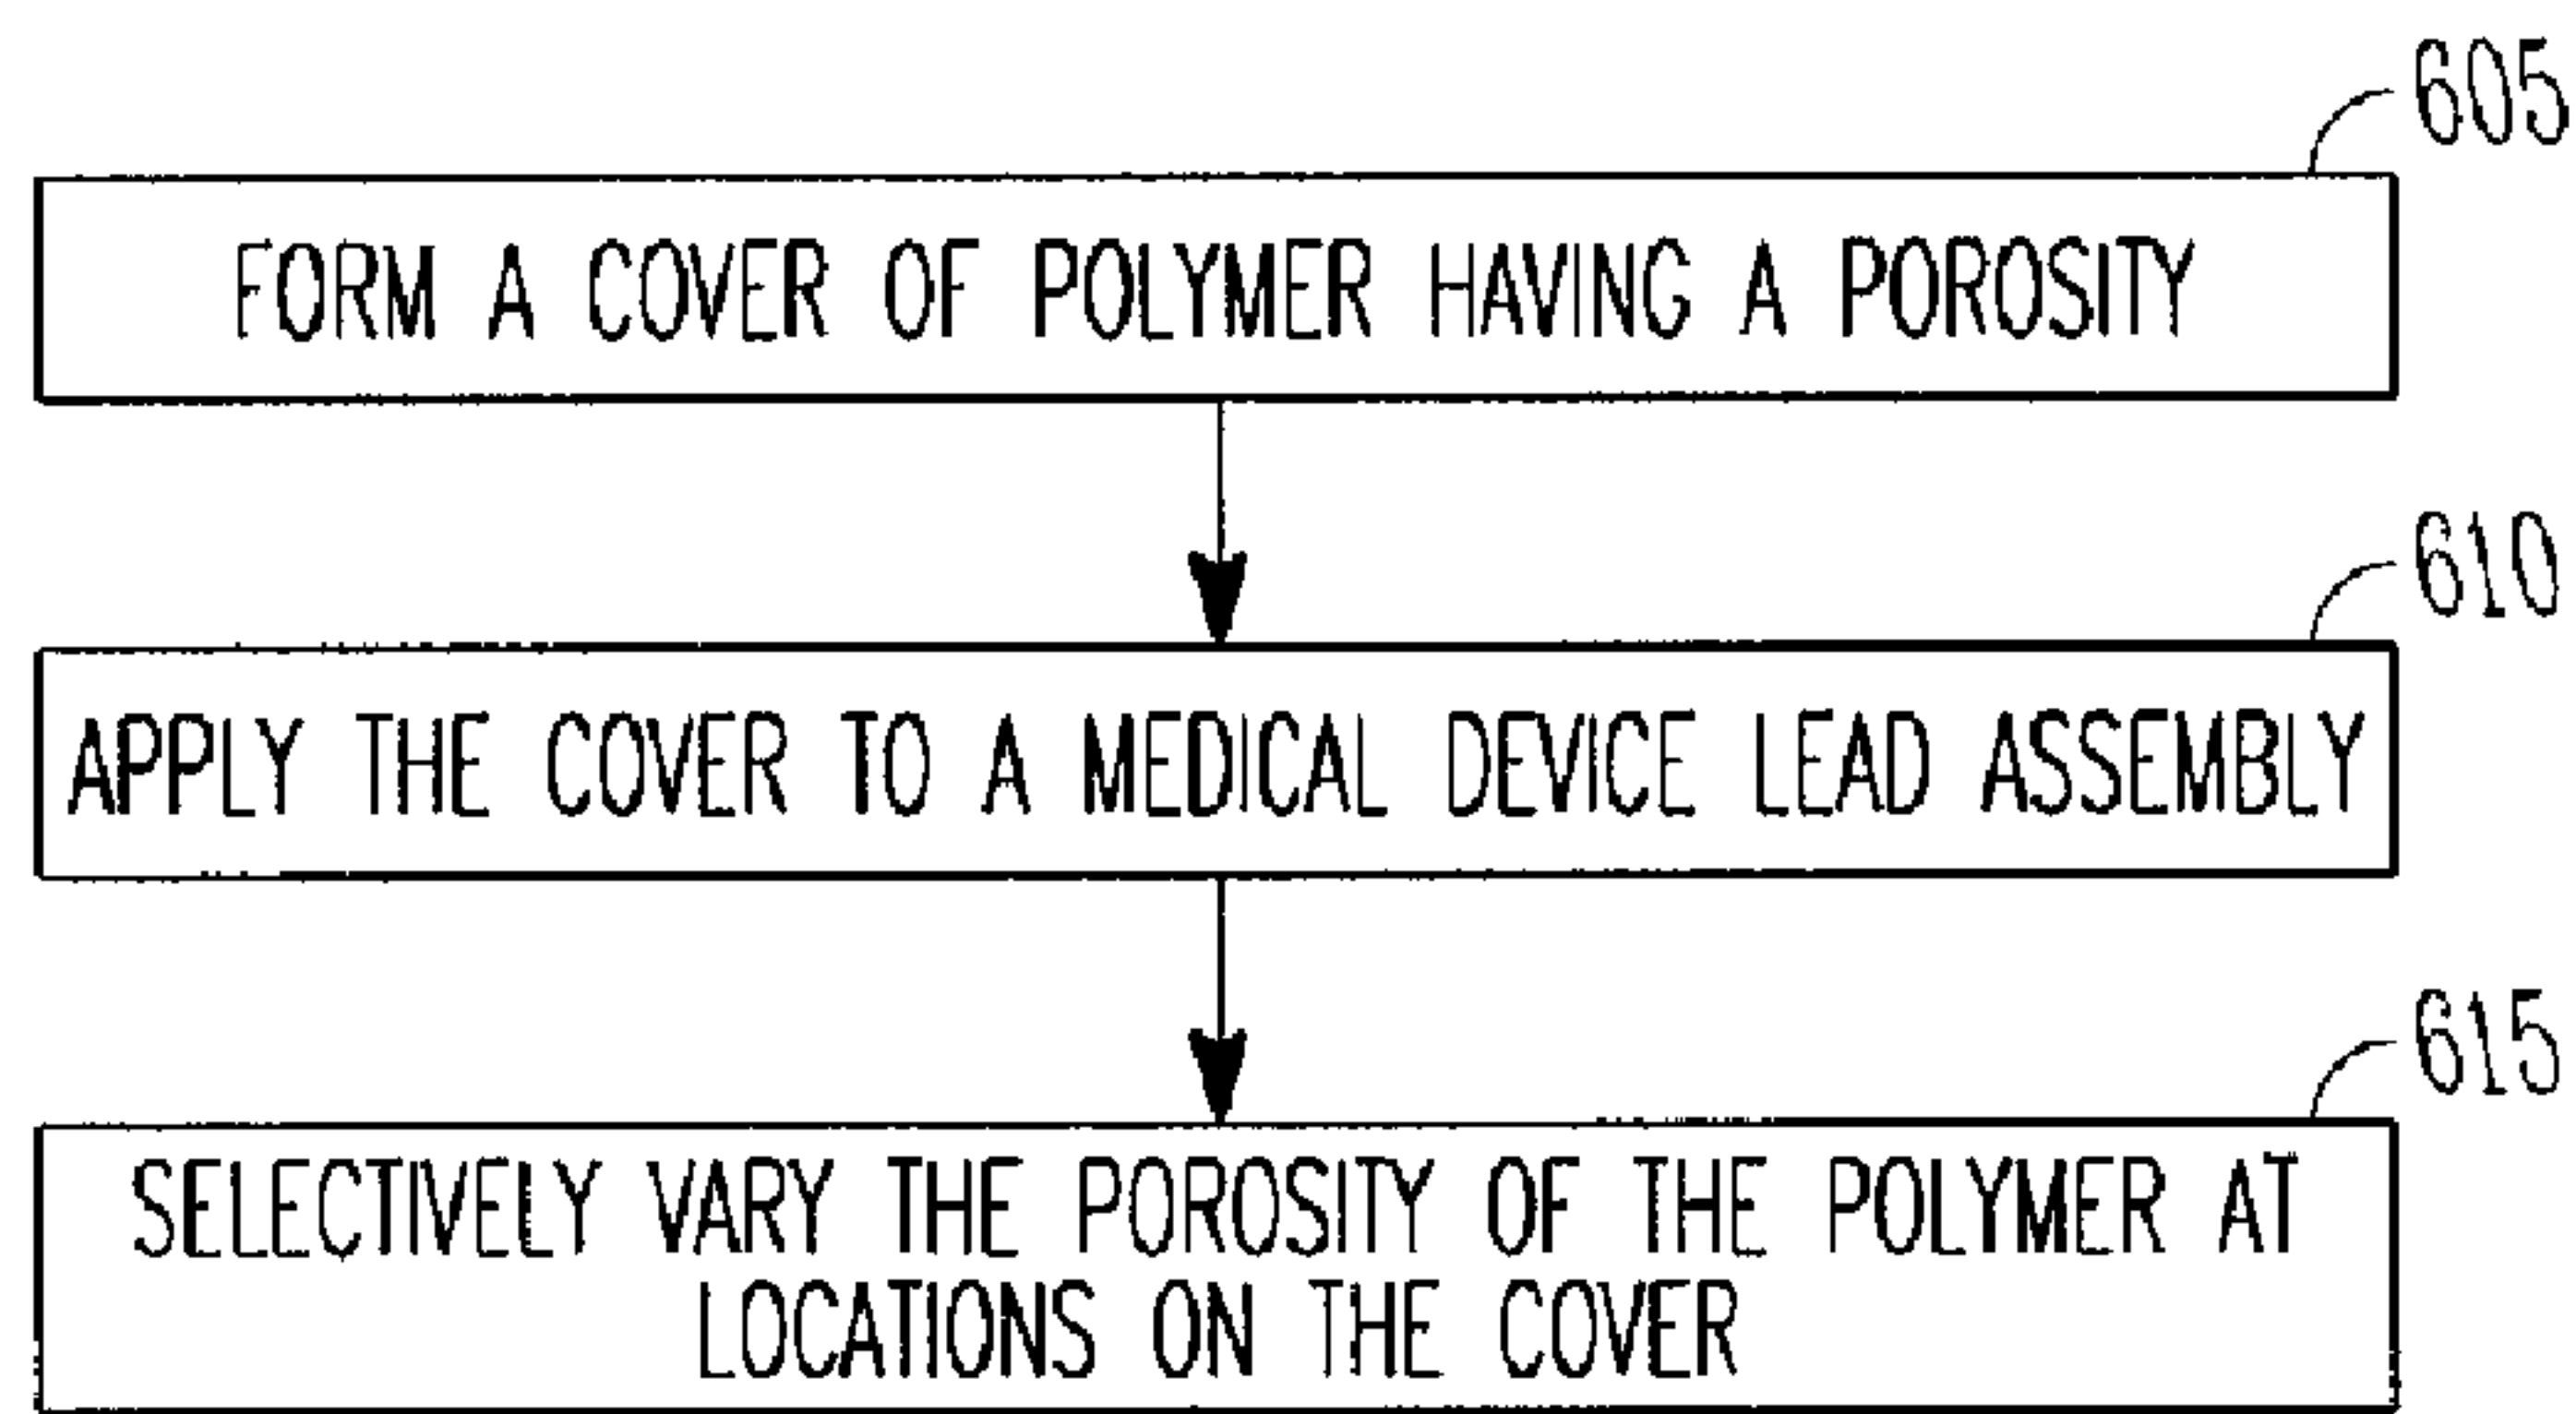 605
FORM A COVER OF POLYMER HAVING A POROSITY
610
APPLY THE COVER TO A MEDICAL DEVICE LEAD ASSEMBLY
615
SELECTIVELY VARY THE POROSITY OF THE POLYMER AT
LOCATIONS ON THE COVER